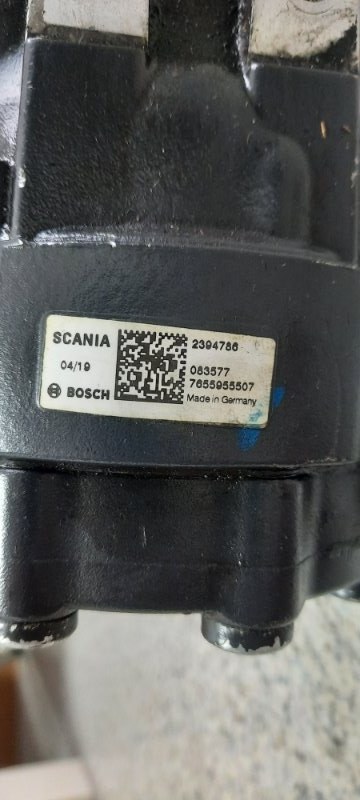 SCANIA
2394786
04/19
083577
7655955507
BOSCH
Made in Germany